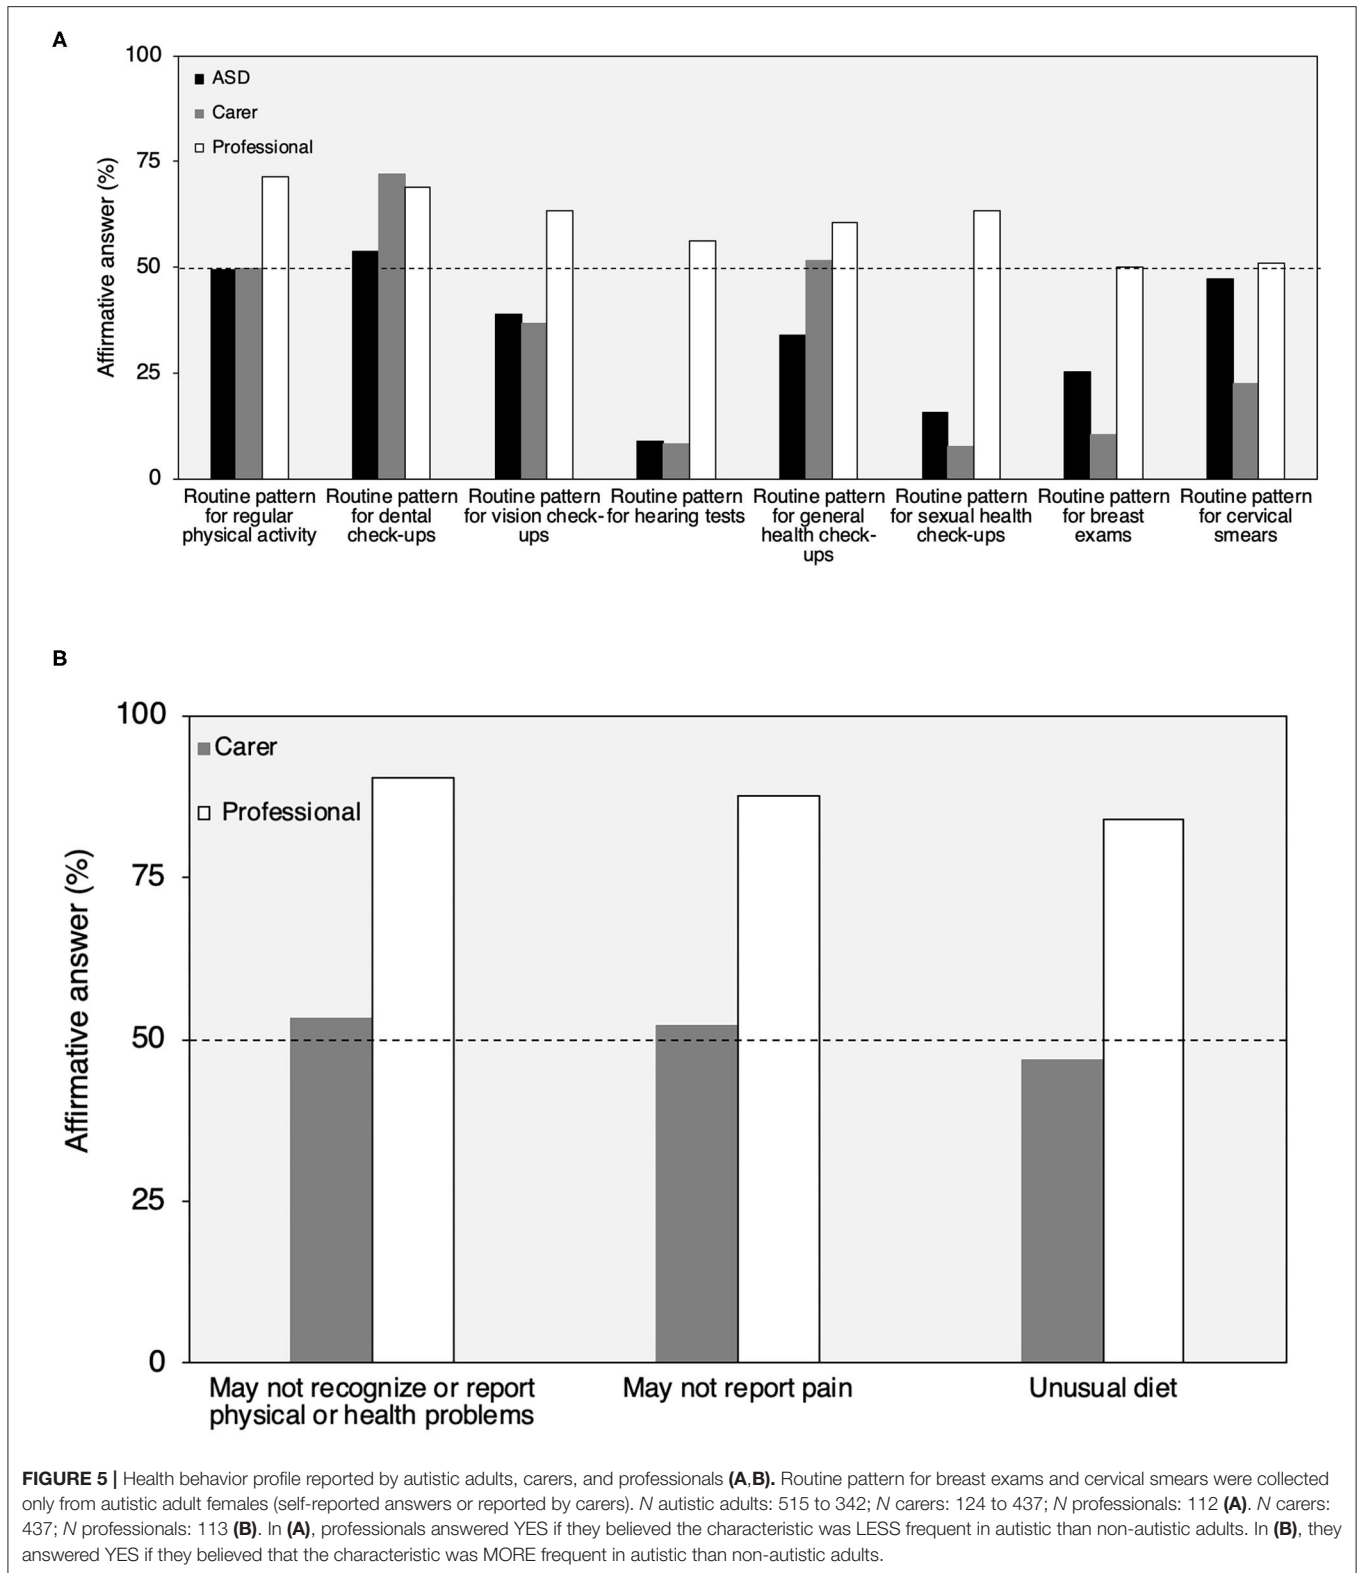 A
100
75
50
25
0
Affirmative answer (%)
ASD
Carer
Professional
Routine pattern for regular physical activity
Routine pattern for dental check-ups
Routine pattern for vision check-ups
Routine pattern for hearing tests
Routine pattern for general health check-ups
Routine pattern for sexual health check-ups
Routine pattern for breast exams
Routine pattern for cervical smears
B
100
75
50
25
0
Affirmative answer (%)
Carer
Professional
May not recognize or report
physical or health problems
May not report pain
Unusual diet
FIGURE 5 | Health behavior profile reported by autistic adults, carers, and professionals (A,B). Routine pattern for breast exams and cervical smears were collected
only from autistic adult females (self-reported answers or reported by carers). N autistic adults: 515 to 342; N carers: 124 to 437; N professionals: 112 (A). N carers:
437; N professionals: 113 (B). In (A), professionals answered YES if they believed the characteristic was LESS frequent in autistic than non-autistic adults. In (B), they
answered YES if they believed that the characteristic was MORE frequent in autistic than non-autistic adults.